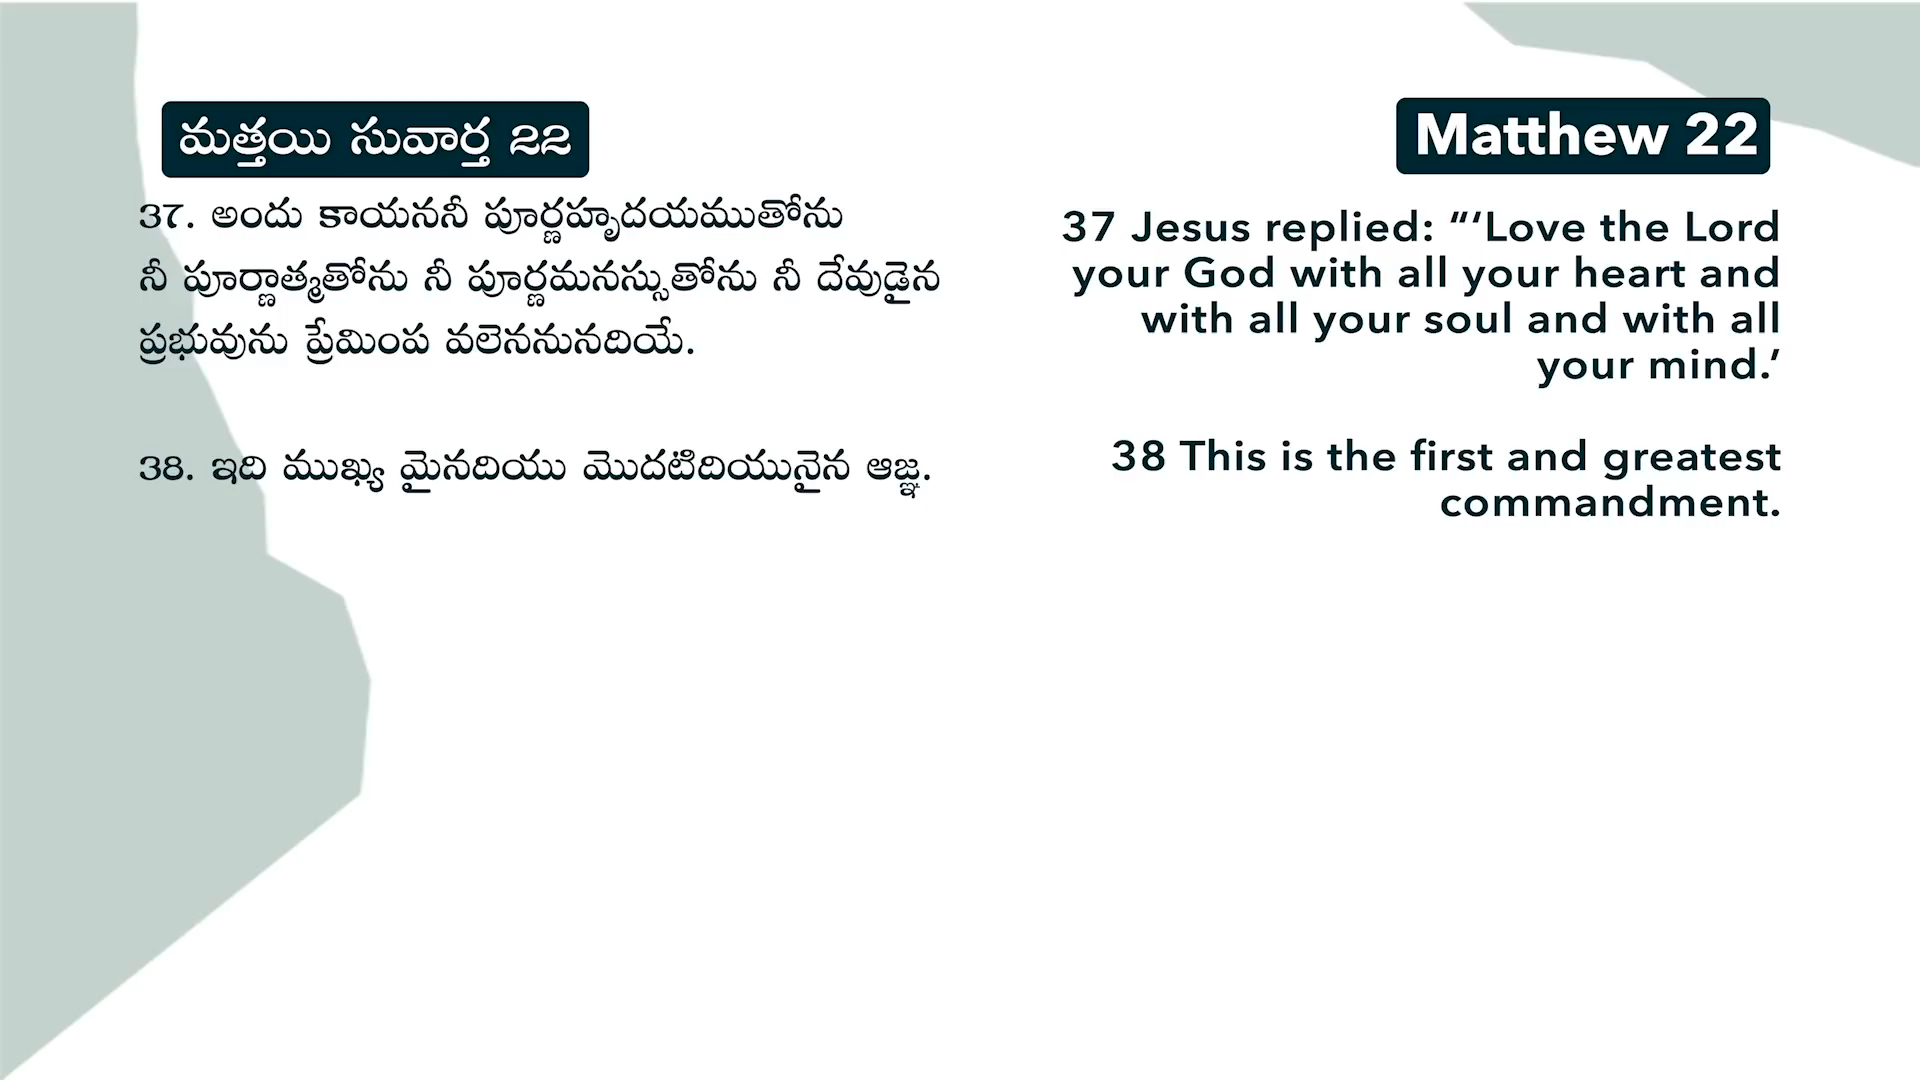 మత్తయి సువార్త 22
37. అందు కాయననీ పూర్ణహృదయముతోను
నీ పూర్ణాత్మతోను నీ పూర్ణమనస్సుతోను నీ దేవుడైన
ప్రభువును ప్రేమింప వలెననునదియే.
38. ఇది ముఖ్య మైనదియు మొదటిదియునైన ఆజ్ఞ.
Matthew 22
37 Jesus replied: “‘Love the Lord
your God with all your heart and
with all your soul and with all
your mind.’
38 This is the first and greatest
commandment.